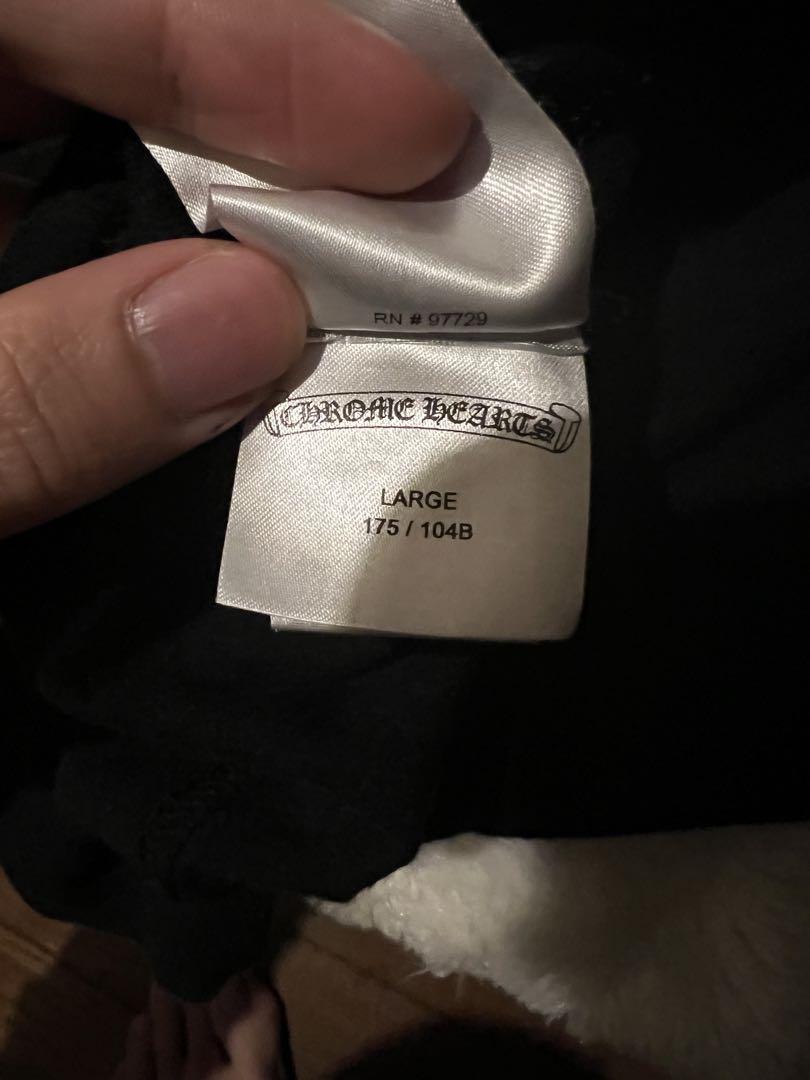 RN # 97729
CHROME HEARTS
LARGE
175 / 104B